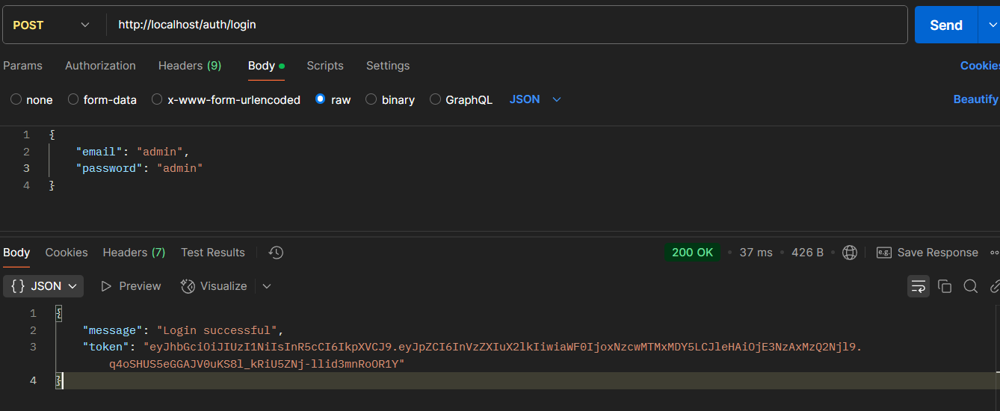 POST http://localhost/auth/login Send
Params Authorization Headers (9) Body Scripts Settings Cookies
none form-data x-www-form-urlencoded raw binary GraphQL JSON Beautify
1 {
2 "email": "admin",
3 "password": "admin"
4 }
Body Cookies Headers (7) Test Results 200 OK 37 ms 426 B e.g. Save Response
{} JSON Preview Visualize
1 {
2 "message": "Login successful",
3 "token": "eyJhbGciOiJIUzI1NiIsInR5cCI6IkpXVCJ9.eyJpZCI6InVzZXIuX2lkIiwiaWF0IjoxNzcwMTMxMDY5LCJleHAiOjE3NzAxMzQ2Njl9.
q4oSHUS5eGGAJV0uKS8l_kRiU5ZNj-llid3mnRoOR1Y"
4 }